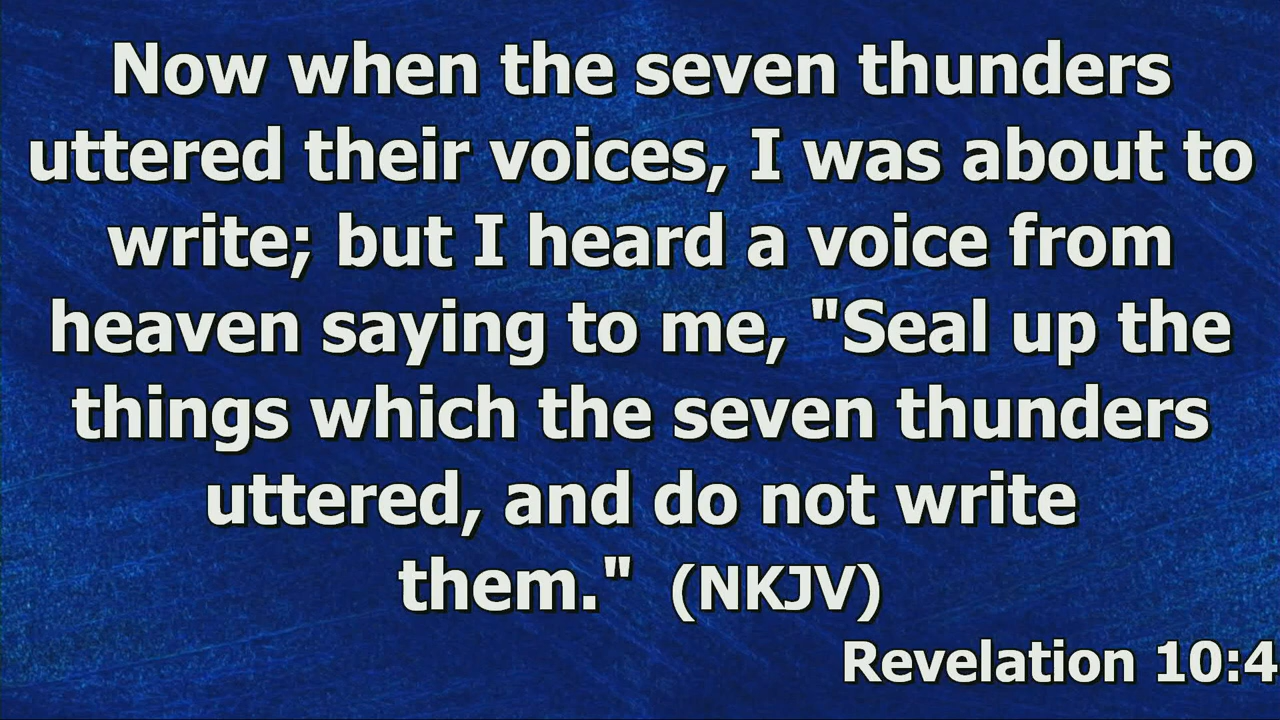 Now when the seven thunders
uttered their voices, I was about to
write; but I heard a voice from
heaven saying to me, "Seal up the
things which the seven thunders
uttered, and do not write
them." (NKJV)
Revelation 10:4